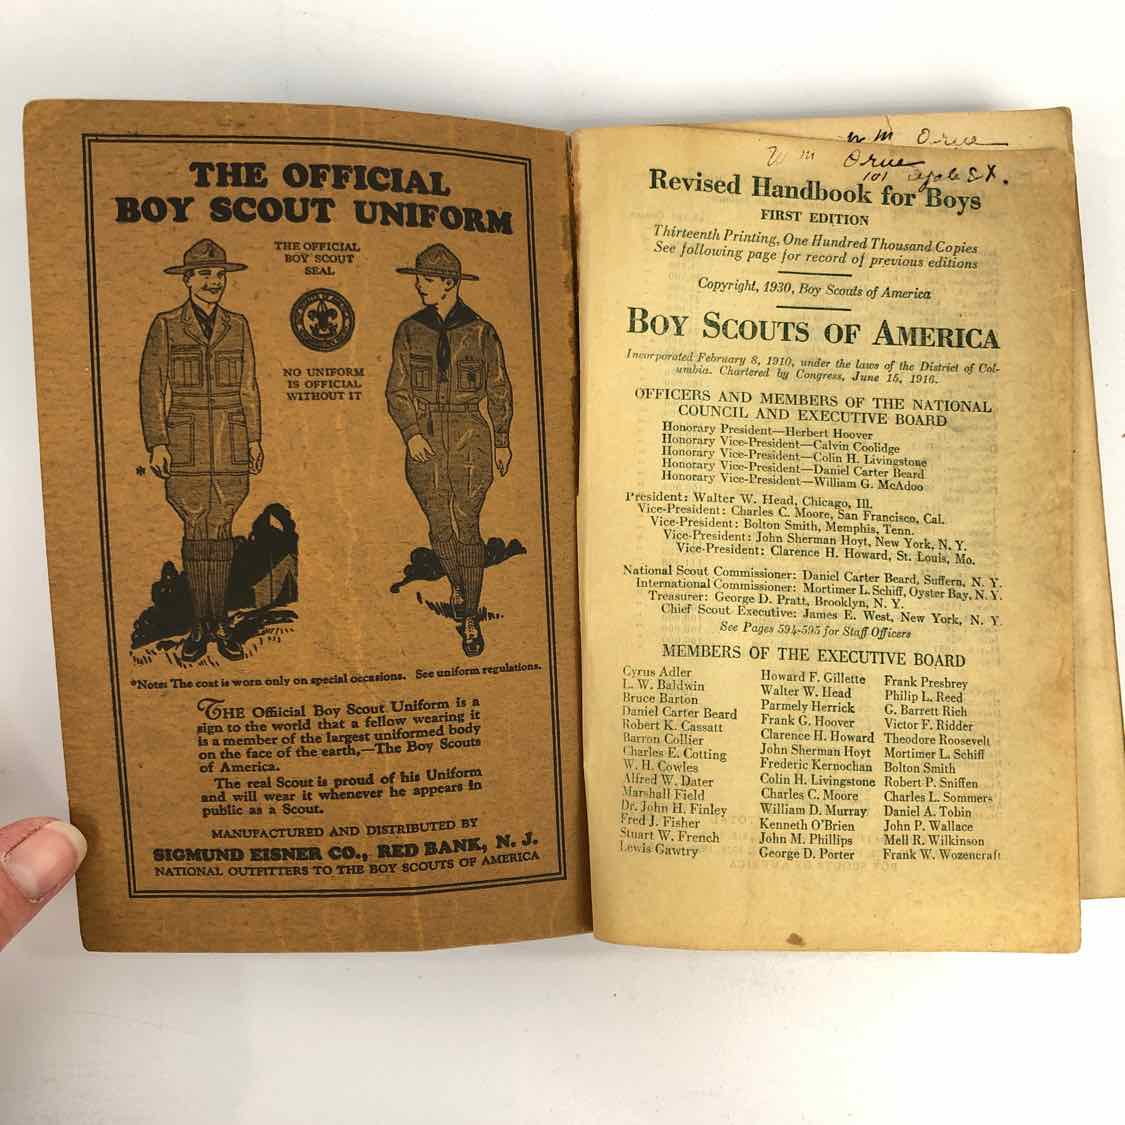 THE OFFICIAL
BOY SCOUT UNIFORM
THE OFFICIAL
BOY SCOUT
SEAL
NO UNIFORM
IS OFFICIAL
WITHOUT IT
*
*Note: The coat is worn only on special occasions. See uniform regulations.
THE Official Boy Scout Uniform is a
sign to the world that a fellow wearing it
is a member of the largest uniformed body
on the face of the earth,—The Boy Scouts
of America.
The real Scout is proud of his Uniform
and will wear it whenever he appears in
public as a Scout.
MANUFACTURED AND DISTRIBUTED BY
SIGMUND EISNER CO., RED BANK, N. J.
NATIONAL OUTFITTERS TO THE BOY SCOUTS OF AMERICA
Wm
Wm
101
Revised Handbook for Boys
FIRST EDITION
Thirteenth Printing, One Hundred Thousand Copies
See following page for record of previous editions
Copyright, 1930, Boy Scouts of America
BOY SCOUTS OF AMERICA
Incorporated February 8, 1910, under the laws of the District of Col-
umbia. Chartered by Congress, June 15, 1916.
OFFICERS AND MEMBERS OF THE NATIONAL
COUNCIL AND EXECUTIVE BOARD
Honorary President—Herbert Hoover
Honorary Vice-President—Calvin Coolidge
Honorary Vice-President—Colin H. Livingstone
Honorary Vice-President—Daniel Carter Beard
Honorary Vice-President—William G. McAdoo
President: Walter W. Head, Chicago, Ill.
Vice-President: Charles C. Moore, San Francisco, Cal.
Vice-President: Bolton Smith, Memphis, Tenn.
Vice-President: John Sherman Hoyt, New York, N. Y.
Vice-President: Clarence H. Howard, St. Louis, Mo.
National Scout Commissioner: Daniel Carter Beard, Suffern, N. Y.
International Commissioner: Mortimer L. Schiff, Oyster Bay, N. Y.
Treasurer: George D. Pratt, Brooklyn, N. Y.
Chief Scout Executive: James E. West, New York, N. Y.
See Pages 594-595 for Staff Officers
MEMBERS OF THE EXECUTIVE BOARD
Cyrus Adler
L. W. Baldwin
Bruce Barton
Daniel Carter Beard
Robert K. Cassatt
Barron Collier
Charles E. Cotting
W. H. Cowles
Alfred W. Dater
Marshall Field
Dr. John H. Finley
Fred J. Fisher
Stuart W. French
Lewis Gawtry
Howard F. Gillette
Walter W. Head
Parmely Herrick
Frank G. Hoover
Clarence H. Howard
John Sherman Hoyt
Frederic Kernochan
Colin H. Livingstone
Charles C. Moore
William D. Murray
Kenneth O'Brien
John M. Phillips
George D. Porter
Frank Presbrey
Philip L. Reed
G. Barrett Rich
Victor F. Ridder
Theodore Roosevelt
Mortimer L. Schiff
Bolton Smith
Robert P. Sniffen
Charles L. Sommers
Daniel A. Tobin
John P. Wallace
Mell R. Wilkinson
Frank W. Wozencraft